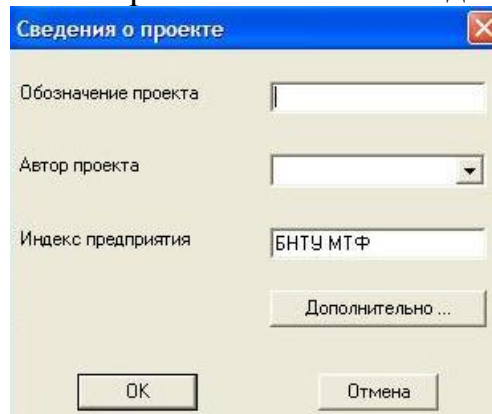 Сведения о проекте
Обозначение проекта
Автор проекта
Индекс предприятия
БНТУ МТФ
Дополнительно ...
OK
Отмена